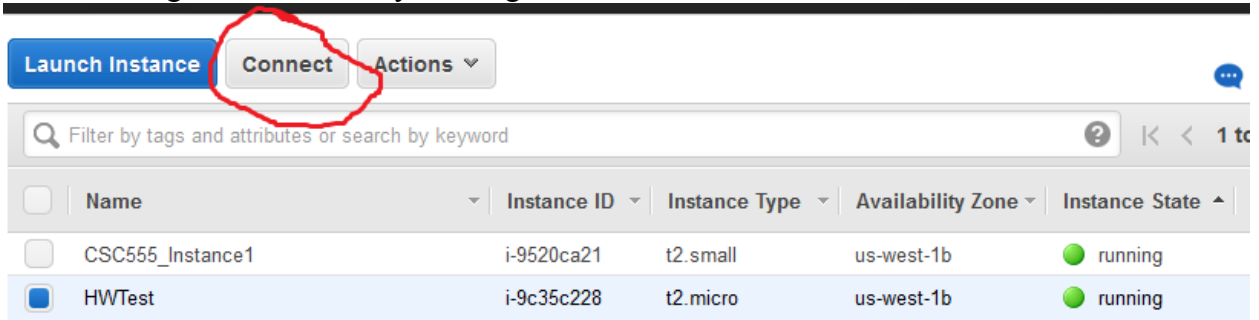 Launch Instance Connect Actions
Filter by tags and attributes or search by keyword 1 to
Name Instance ID Instance Type Availability Zone Instance State
CSC555_Instance1 i-9520ca21 t2.small us-west-1b running
HWTest i-9c35c228 t2.micro us-west-1b running